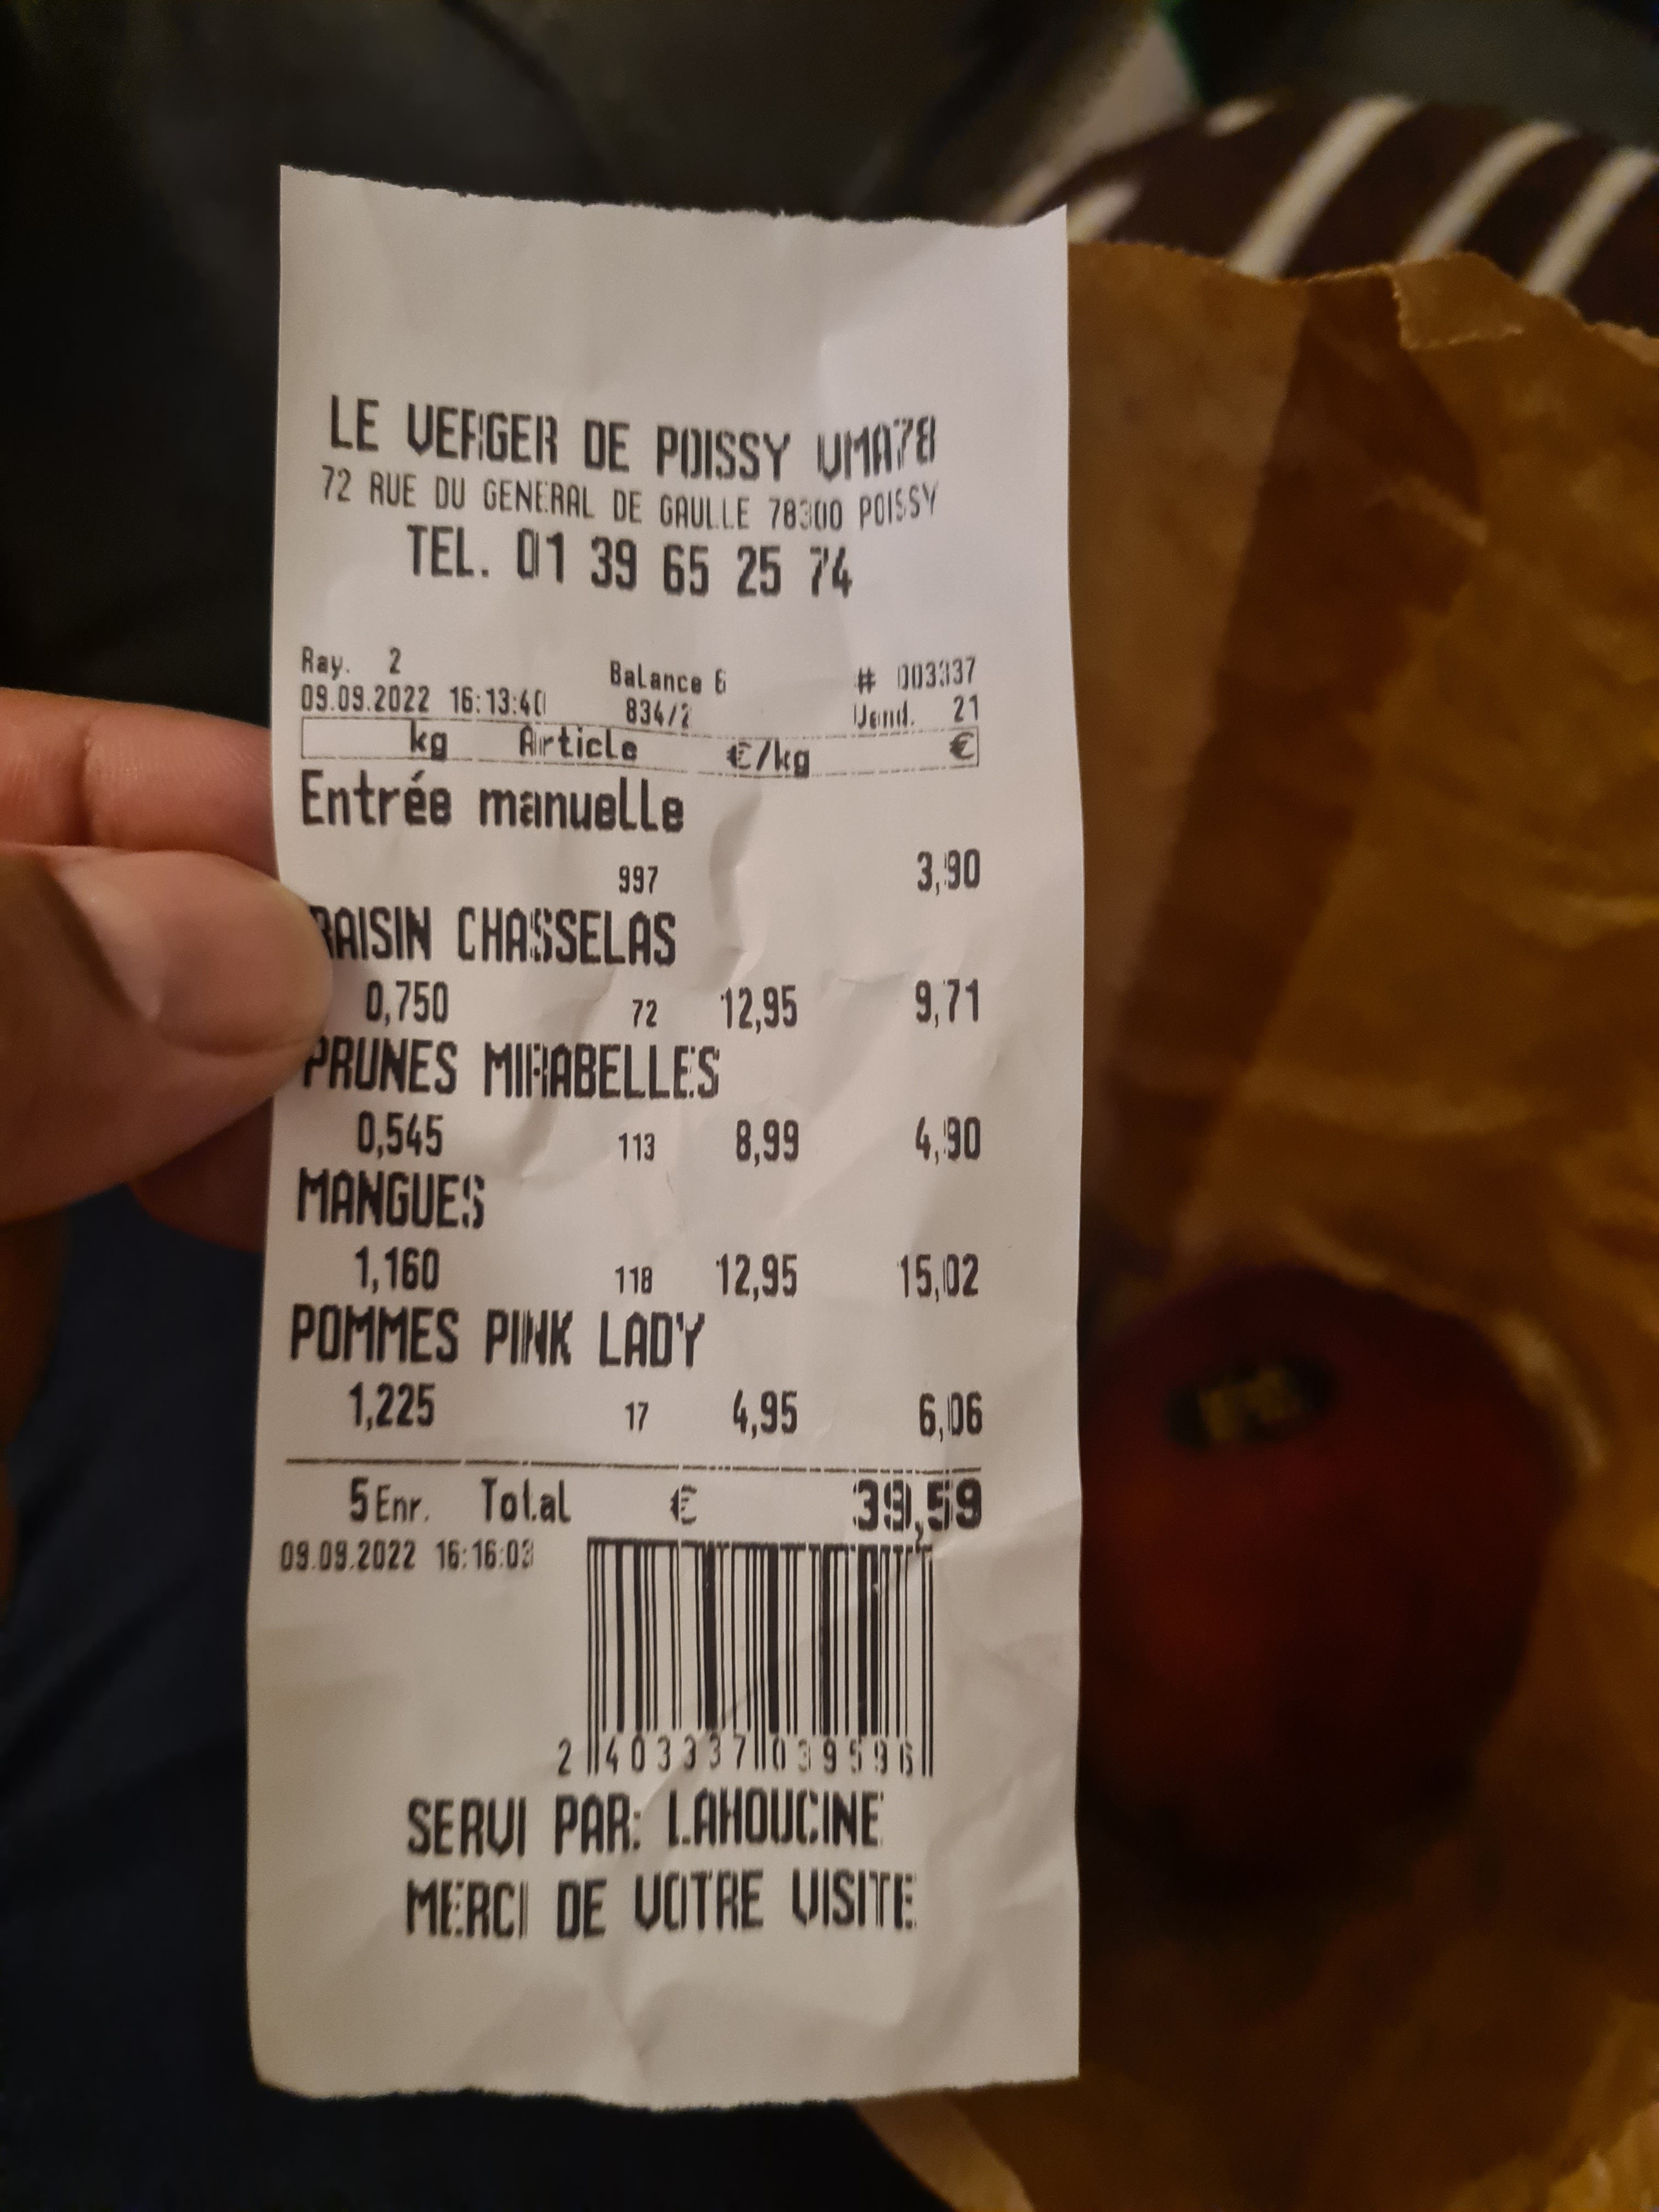 LE VERGER DE POISSY VMA78
72 RUE DU GENERAL DE GAULLE 78300 POISSY
TEL. 01 39 65 25 74
Ray. 2 Balance 6 # 003337
09.09.2022 16:13:40 834/2 Vend. 21
kg Article €/kg €
Entrée manuelle
997 3,90
RAISIN CHASSELAS
0,750 72 12,95 9,71
PRUNES MIRABELLES
0,545 113 8,99 4,90
MANGUES
1,160 118 12,95 15,02
POMMES PINK LADY
1,225 17 4,95 6,06
5 Enr. Total € 39,59
09.09.2022 16:16:03
2 403337 039596
SERVI PAR: LAHOUCINE
MERCI DE VOTRE VISITE